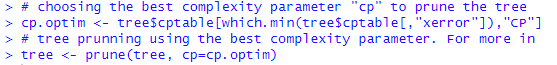 > # choosing the best complexity parameter "cp" to prune the tree
> cp.optim <- tree$cptable[which.min(tree$cptable[,"xerror"]),"CP"]
> # tree prunning using the best complexity parameter. For more in
> tree <- prune(tree, cp=cp.optim)